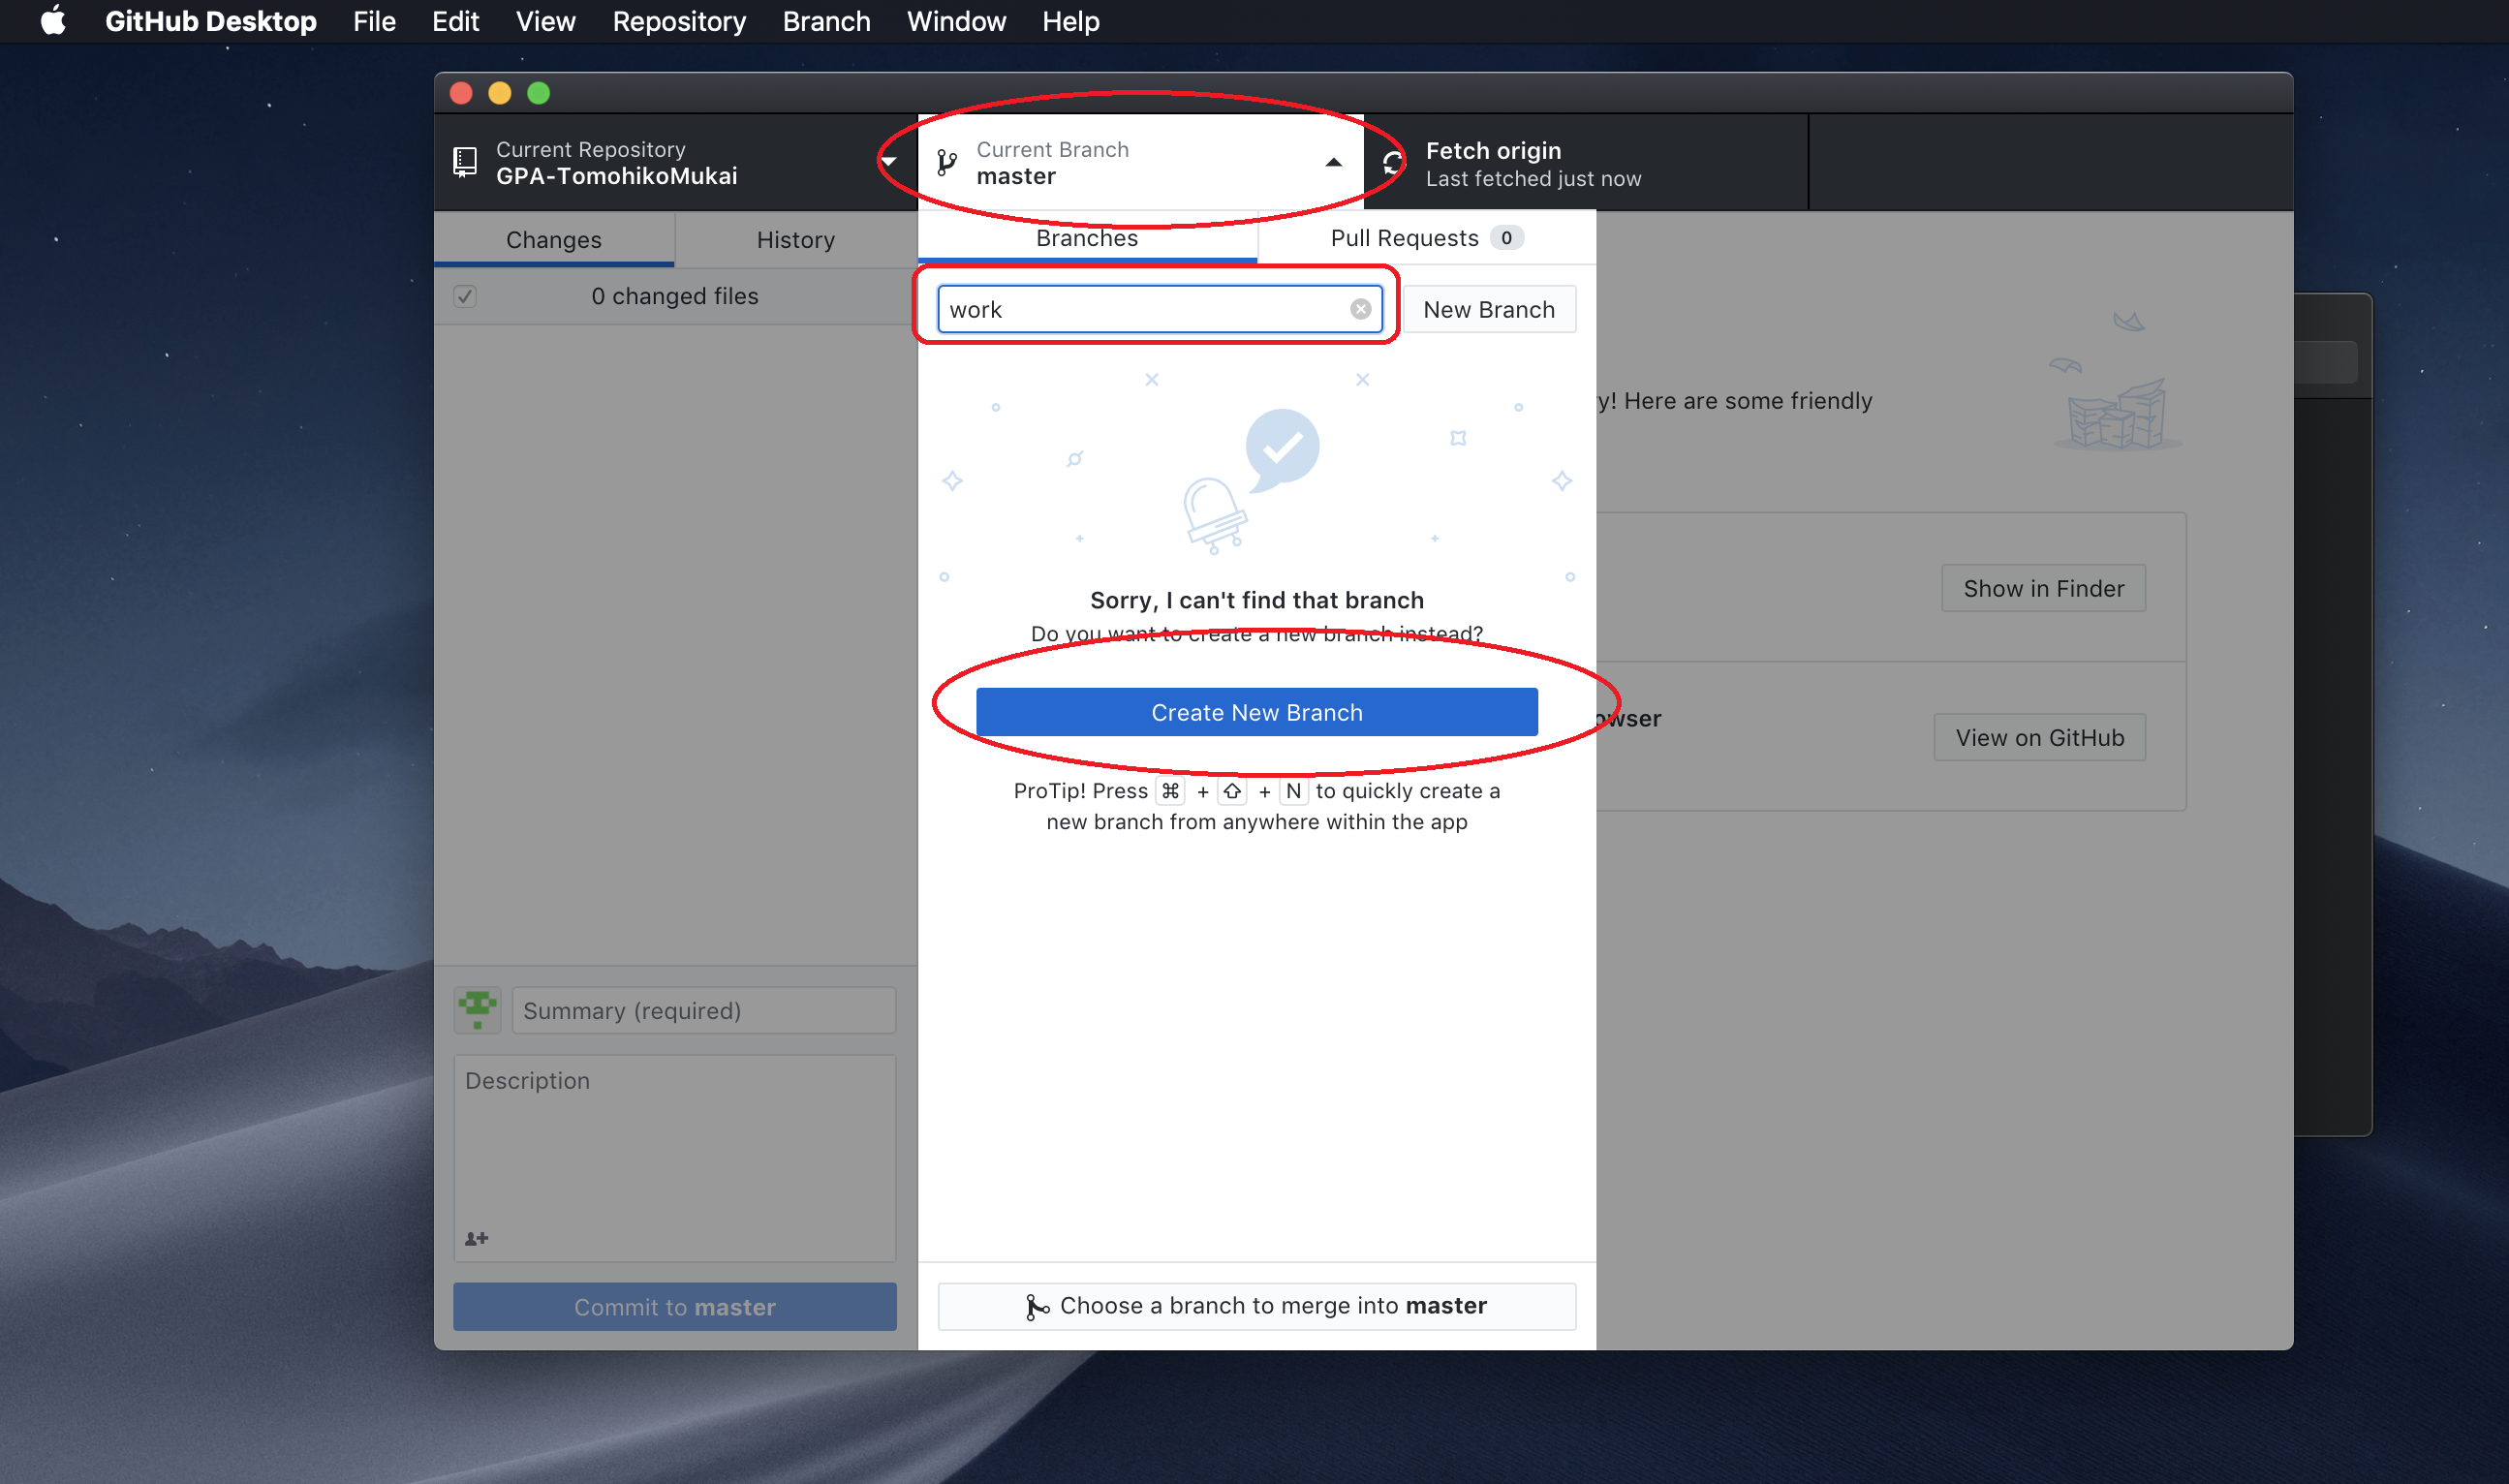 GitHub Desktop File Edit View Repository Branch Window Help
Current Repository
GPA-TomohikoMukai
Current Branch
master
Fetch origin
Last fetched just now
Changes
History
Branches
Pull Requests 0
0 changed files
work
New Branch
y! Here are some friendly
Sorry, I can't find that branch
Do you want to create a new branch instead?
Show in Finder
Create New Branch
owser
View on GitHub
ProTip! Press ⌘ + ⇧ + N to quickly create a
new branch from anywhere within the app
Summary (required)
Description
Commit to master
Choose a branch to merge into master